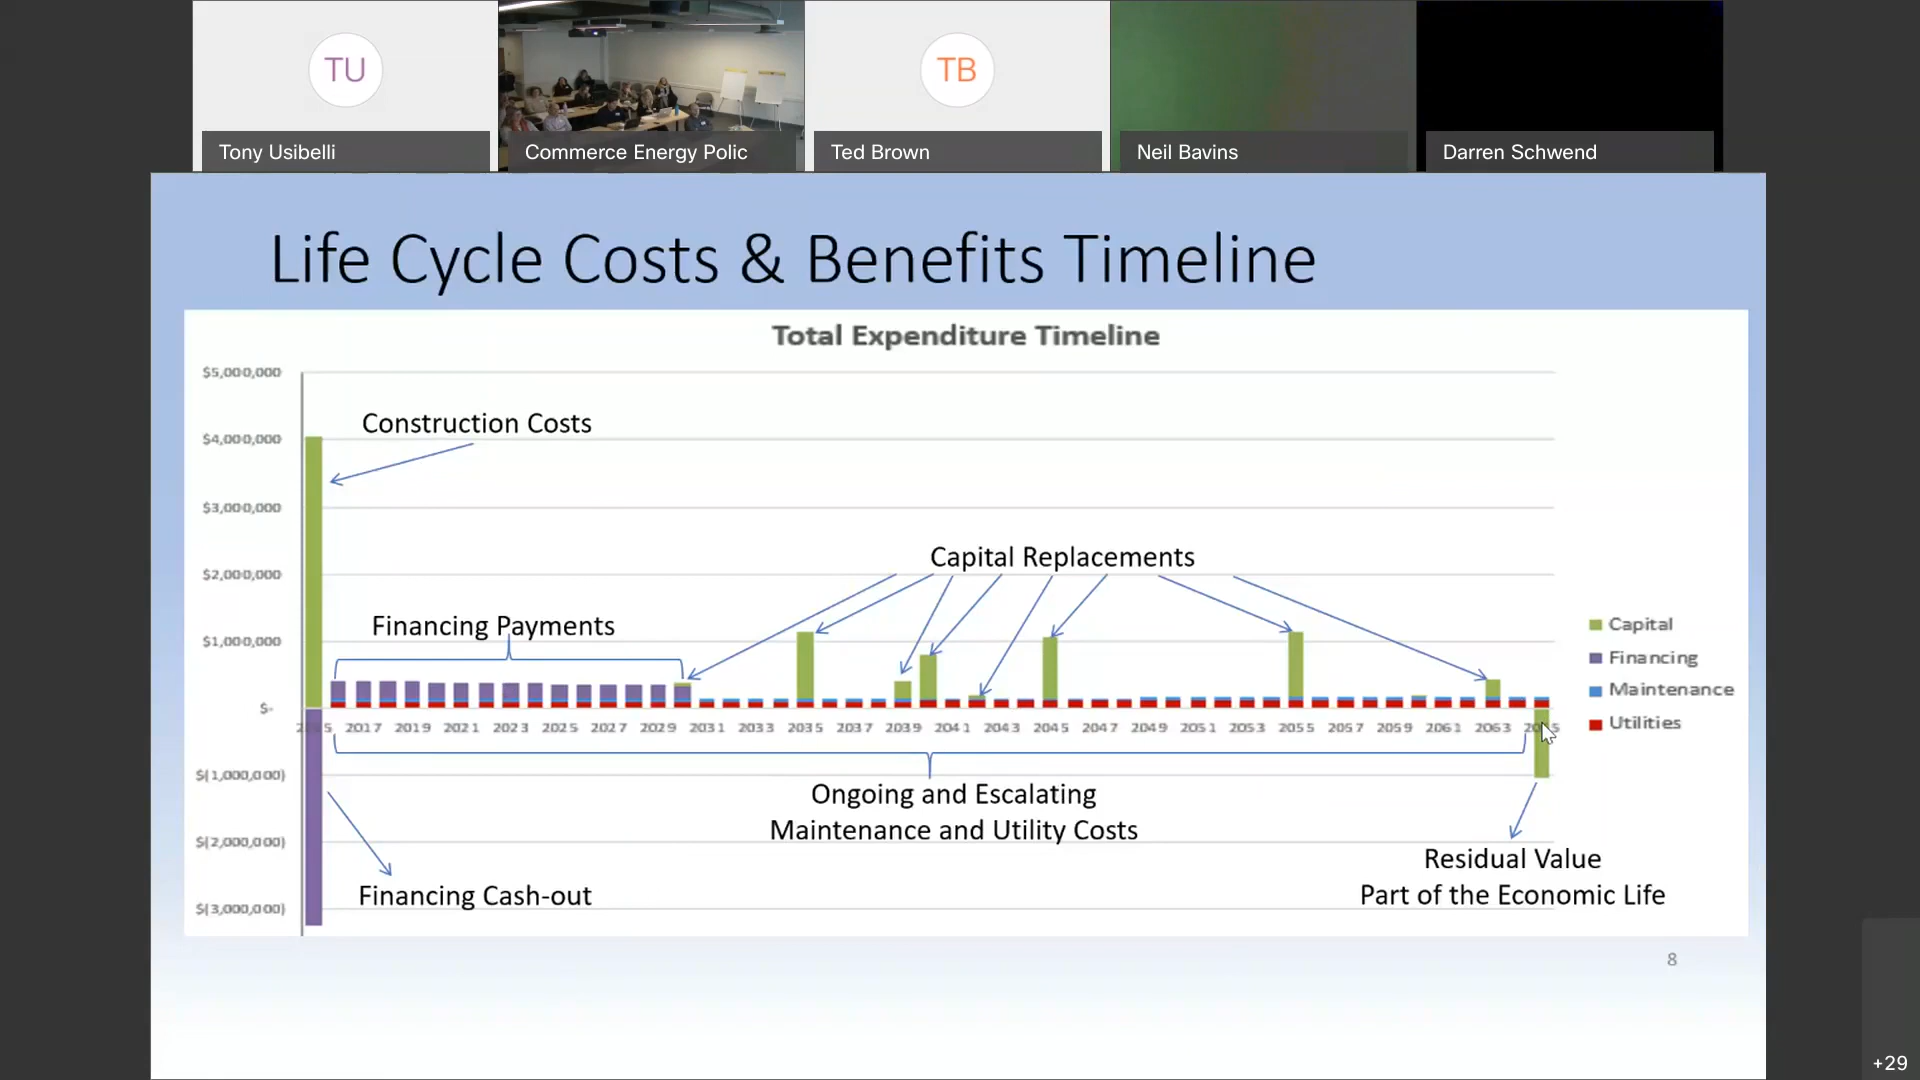 TU
TB
Tony Usibelli
Commerce Energy Polic
Ted Brown
Neil Bavins
Darren Schwend
Life Cycle Costs & Benefits Timeline
Total Expenditure Timeline
$5,000,000
Construction Costs
$4,000,000
$3,000,000
Capital Replacements
$2,000,000
Financing Payments
$1,000,000
Capital
Financing
Maintenance
Utilities
$-
2017 2019 2021 2023 2025 2027 2029 2031 2033 2035 2037 2039 2041 2043 2045 2047 2049 2051 2053 2055 2057 2059 2061 2063
$(1,000,000)
Ongoing and Escalating
Maintenance and Utility Costs
$(2,000,000)
Residual Value
Part of the Economic Life
Financing Cash-out
$(3,000,000)
8
+29